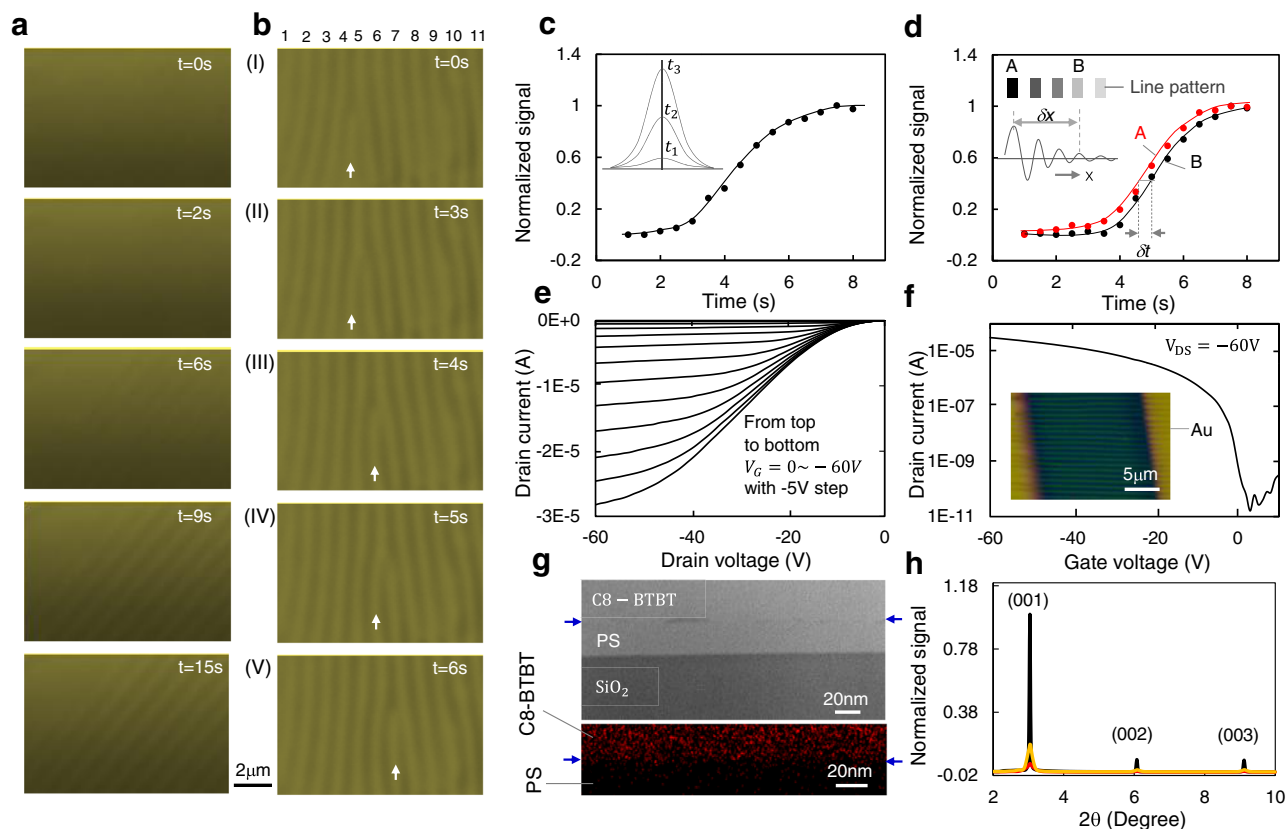 a
t=0s
t=2s
t=6s
t=9s
t=15s
2μm
(I)
(II)
(III)
(IV)
(V)
b
1 2 3 4 5 6 7 8 9 10 11
t=0s
t=3s
t=4s
t=5s
t=6s
c
Normalized signal
1.4
1
0.6
0.2
-0.2
t3
t2
t1
0 2 4 6 8
Time (s)
d
Normalized signal
1.4
1
0.6
0.2
-0.2
A B
Line pattern
δx
x
A
B
δt
0 2 4 6 8
Time (s)
e
Drain current (A)
0E+0
-1E-5
-2E-5
-3E-5
From top
to bottom
V_G = 0~ −60V
with -5V step
-60 -40 -20 0
Drain voltage (V)
f
Drain current (A)
1E-05
1E-07
1E-09
1E-11
V_DS = −60V
Au
5μm
-60 -40 -20 0
Gate voltage (V)
g
C8 − BTBT
PS
SiO₂
20nm
C8-BTBT
PS
20nm
h
Normalized signal
1.18
0.78
0.38
-0.02
(001)
(002)
(003)
2 4 6 8 10
2θ (Degree)